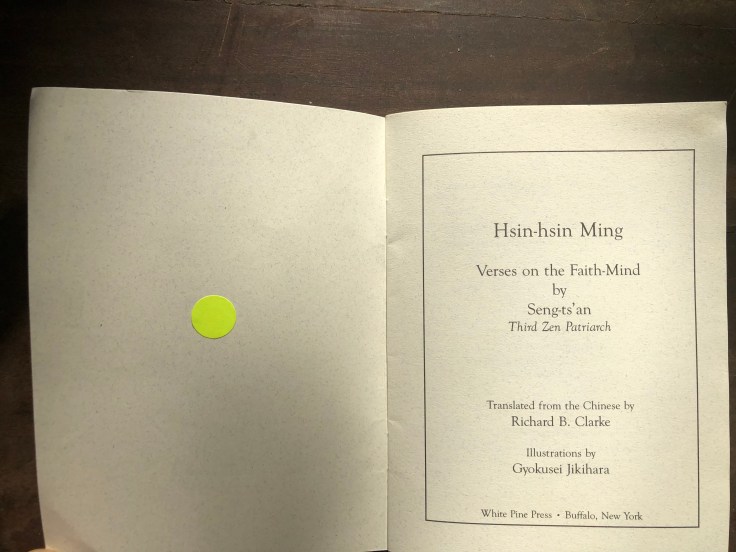 Hsin-hsin Ming
Verses on the Faith-Mind
by
Seng-ts'an
Third Zen Patriarch
Translated from the Chinese by
Richard B. Clarke
Illustrations by
Gyokusei Jikihara
White Pine Press • Buffalo, New York